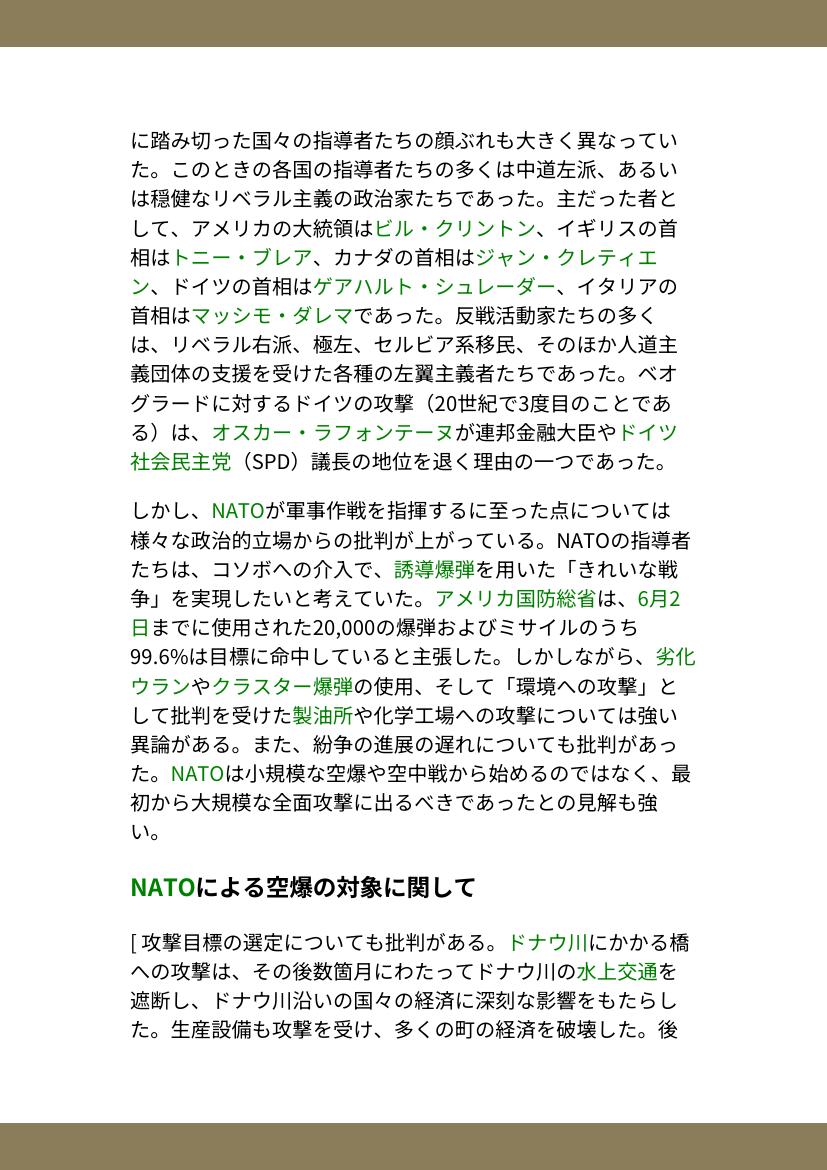 に踏み切った国々の指導者たちの顔ぶれも大きく異なってい
た。このときの各国の指導者たちの多くは中道左派、あるい
は穏健なリベラル主義の政治家たちであった。主だった者と
して、アメリカの大統領はビル・クリントン、イギリスの首
相はトニー・ブレア、カナダの首相はジャン・クレティエ
ン、ドイツの首相はゲアハルト・シュレーダー、イタリアの
首相はマッシモ・ダレマであった。反戦活動家たちの多く
は、リベラル右派、極左、セルビア系移民、そのほか人道主
義団体の支援を受けた各種の左翼主義者たちであった。ベオ
グラードに対するドイツの攻撃（20世紀で3度目のことであ
る）は、オスカー・ラフォンテーヌが連邦金融大臣やドイツ
社会民主党（SPD）議長の地位を退く理由の一つであった。
しかし、NATOが軍事作戦を指揮するに至った点については
様々な政治的立場からの批判が上がっている。NATOの指導者
たちは、コソボへの介入で、誘導爆弾を用いた「きれいな戦
争」を実現したいと考えていた。アメリカ国防総省は、6月2
日までに使用された20,000の爆弾およびミサイルのうち
99.6%は目標に命中していると主張した。しかしながら、劣化
ウランやクラスター爆弾の使用、そして「環境への攻撃」と
して批判を受けた製油所や化学工場への攻撃については強い
異論がある。また、紛争の進展の遅れについても批判があっ
た。NATOは小規模な空爆や空中戦から始めるのではなく、最
初から大規模な全面攻撃に出るべきであったとの見解も強
い。
NATOによる空爆の対象に関して
[ 攻撃目標の選定についても批判がある。ドナウ川にかかる橋
への攻撃は、その後数箇月にわたってドナウ川の水上交通を
遮断し、ドナウ川沿いの国々の経済に深刻な影響をもたらし
た。生産設備も攻撃を受け、多くの町の経済を破壊した。後